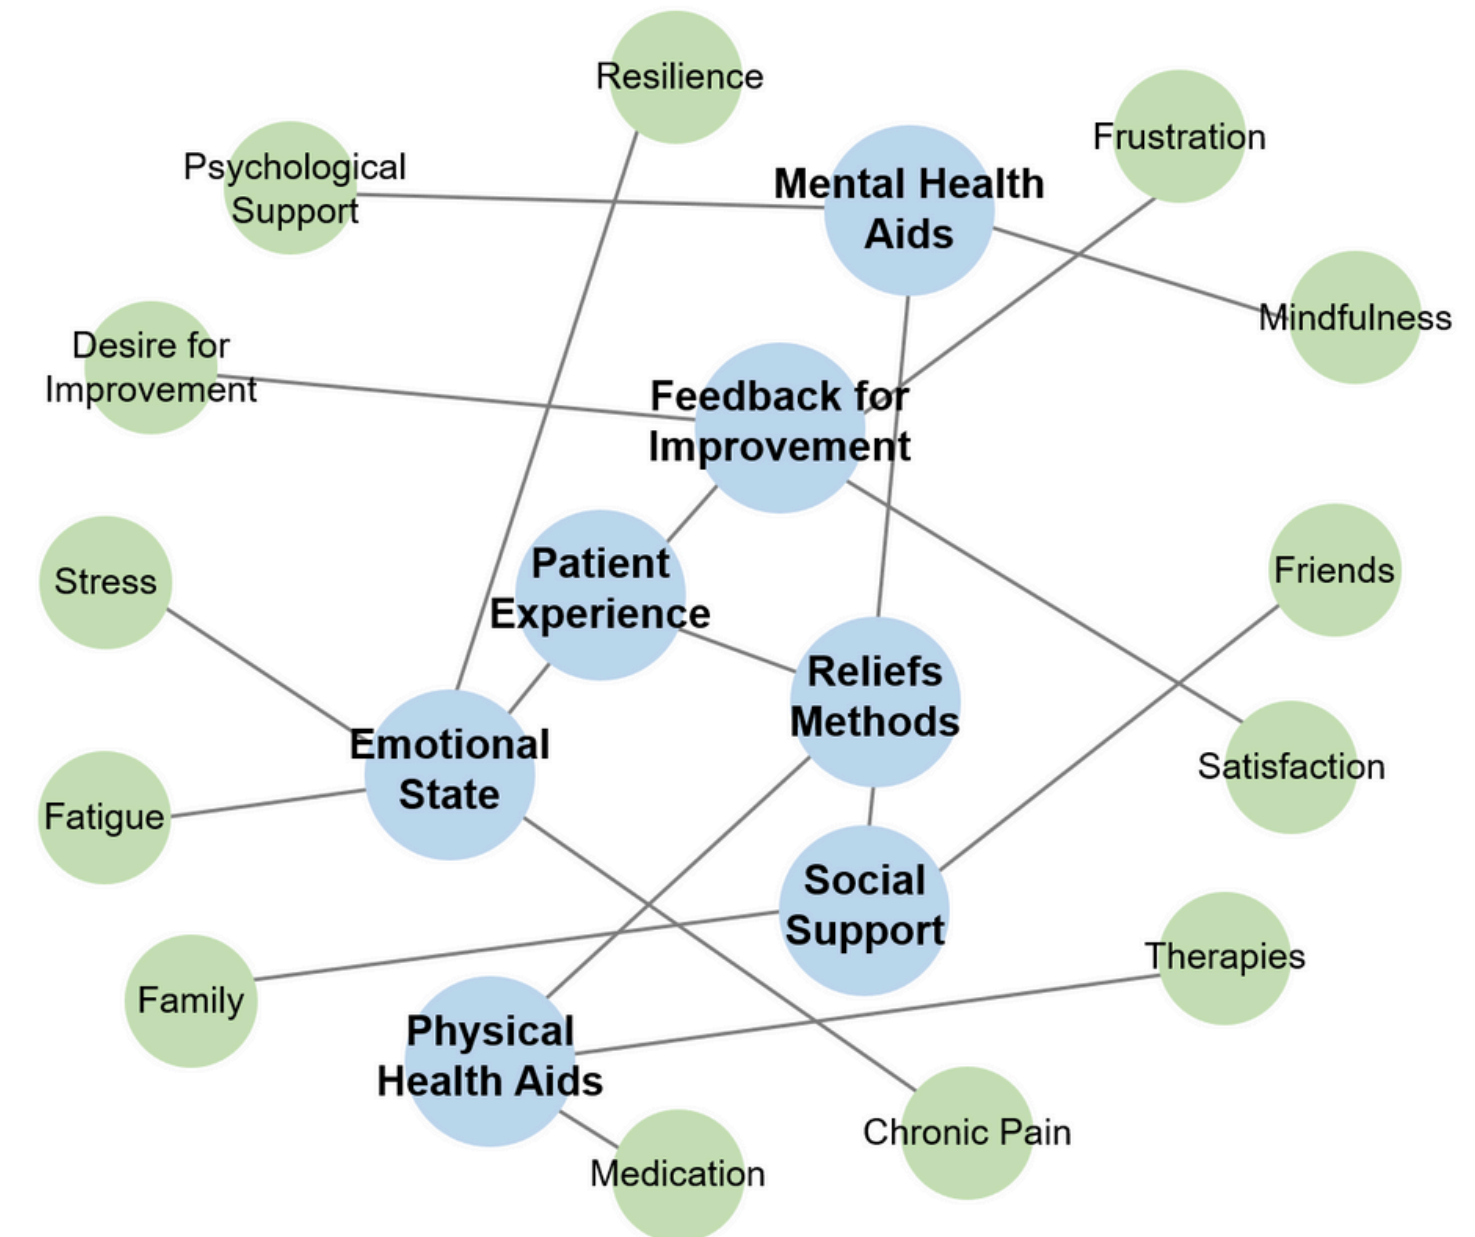 Resilience
Frustration
Psychological
Support
Mental Health
Aids
Mindfulness
Desire for
Improvement
Feedback for
Improvement
Stress
Patient
Experience
Friends
Reliefs
Methods
Emotional
State
Satisfaction
Fatigue
Social
Support
Therapies
Family
Physical
Health Aids
Chronic Pain
Medication